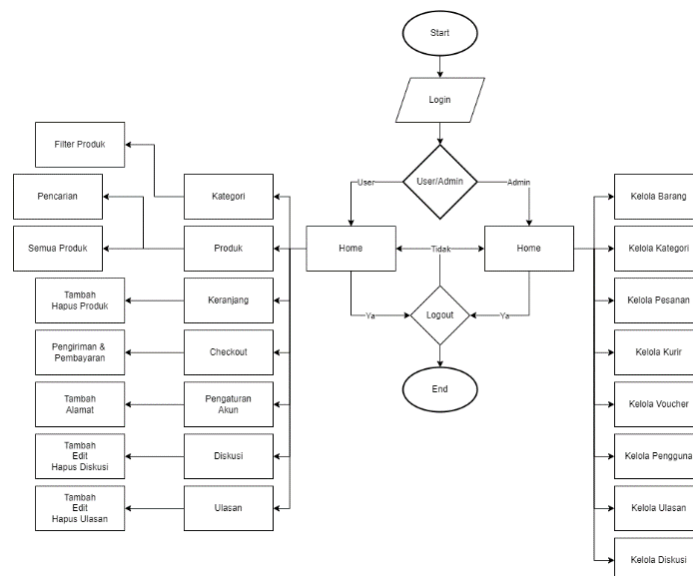 Start
Login
User/Admin
User
Admin
Home
Home
Tidak
Ya
Ya
Logout
End
Filter Produk
Kategori
Pencarian
Semua Produk
Produk
Tambah
Hapus Produk
Keranjang
Pengiriman &
Pembayaran
Checkout
Tambah
Alamat
Pengaturan
Akun
Tambah
Edit
Hapus Diskusi
Diskusi
Tambah
Edit
Hapus Ulasan
Ulasan
Kelola Barang
Kelola Kategori
Kelola Pesanan
Kelola Kurir
Kelola Voucher
Kelola Pengguna
Kelola Ulasan
Kelola Diskusi